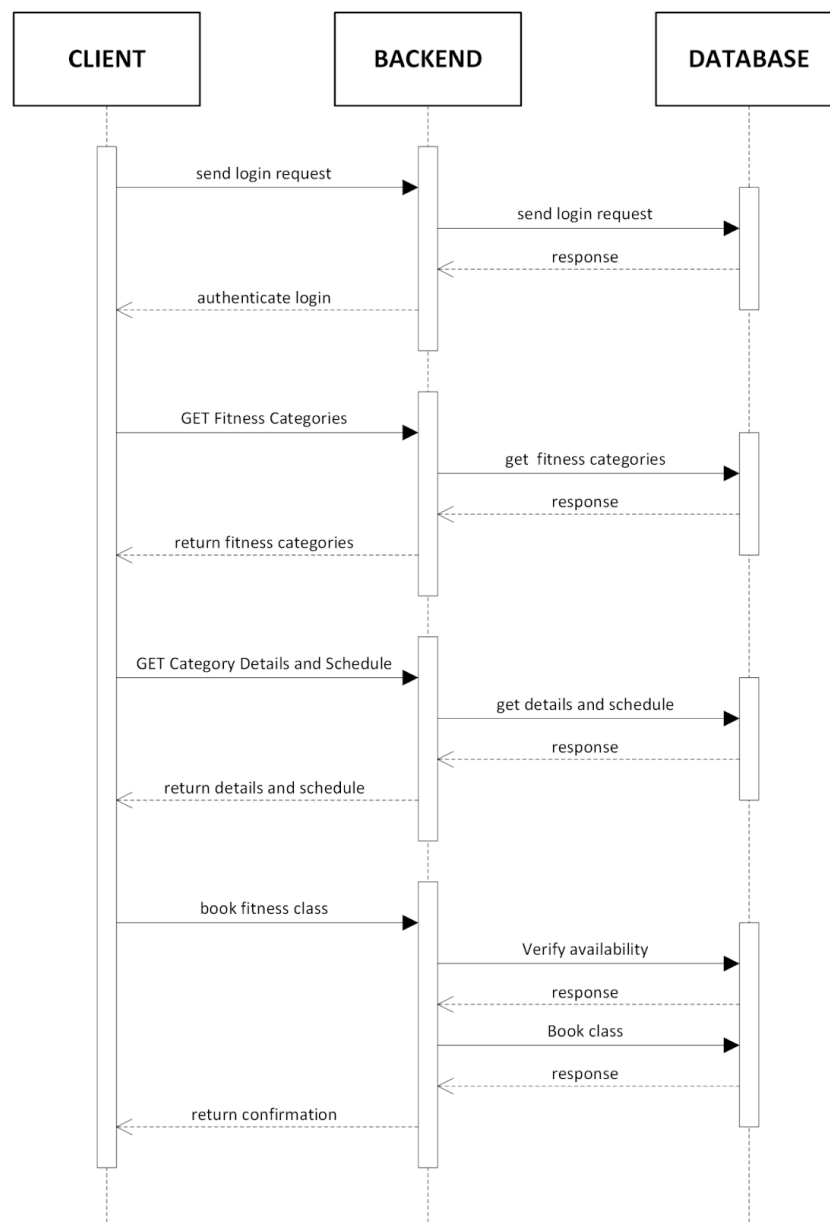 CLIENT
BACKEND
DATABASE
send login request
send login request
response
authenticate login
GET Fitness Categories
get  fitness categories
response
return fitness categories
GET Category Details and Schedule
get details and schedule
response
return details and schedule
book fitness class
Verify availability
response
Book class
response
return confirmation